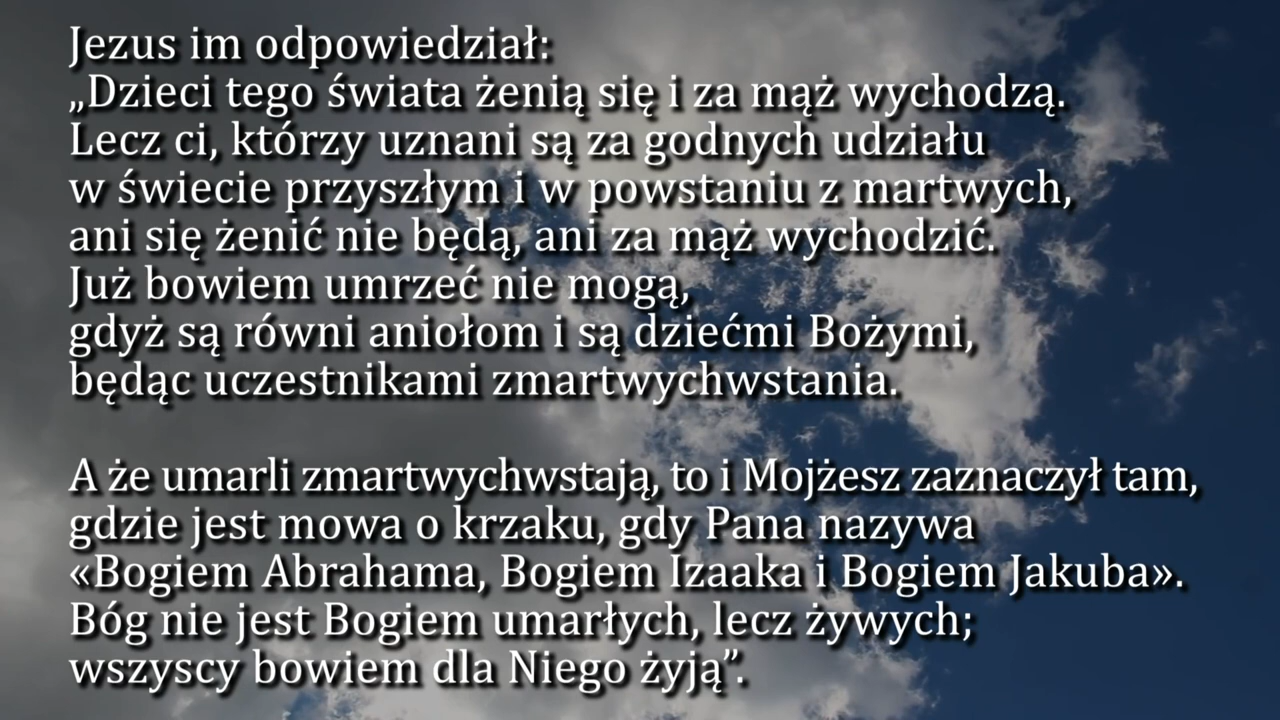 Jezus im odpowiedział:
„Dzieci tego świata żenią się i za mąż wychodzą.
Lecz ci, którzy uznani są za godnych udziału
w świecie przyszłym i w powstaniu z martwych,
ani się żenić nie będą, ani za mąż wychodzić.
Już bowiem umrzeć nie mogą,
gdyż są równi aniołom i są dziećmi Bożymi,
będąc uczestnikami zmartwychwstania.
A że umarli zmartwychwstają, to i Mojżesz zaznaczył tam,
gdzie jest mowa o krzaku, gdy Pana nazywa
«Bogiem Abrahama, Bogiem Izaaka i Bogiem Jakuba».
Bóg nie jest Bogiem umarłych, lecz żywych;
wszyscy bowiem dla Niego żyją”.